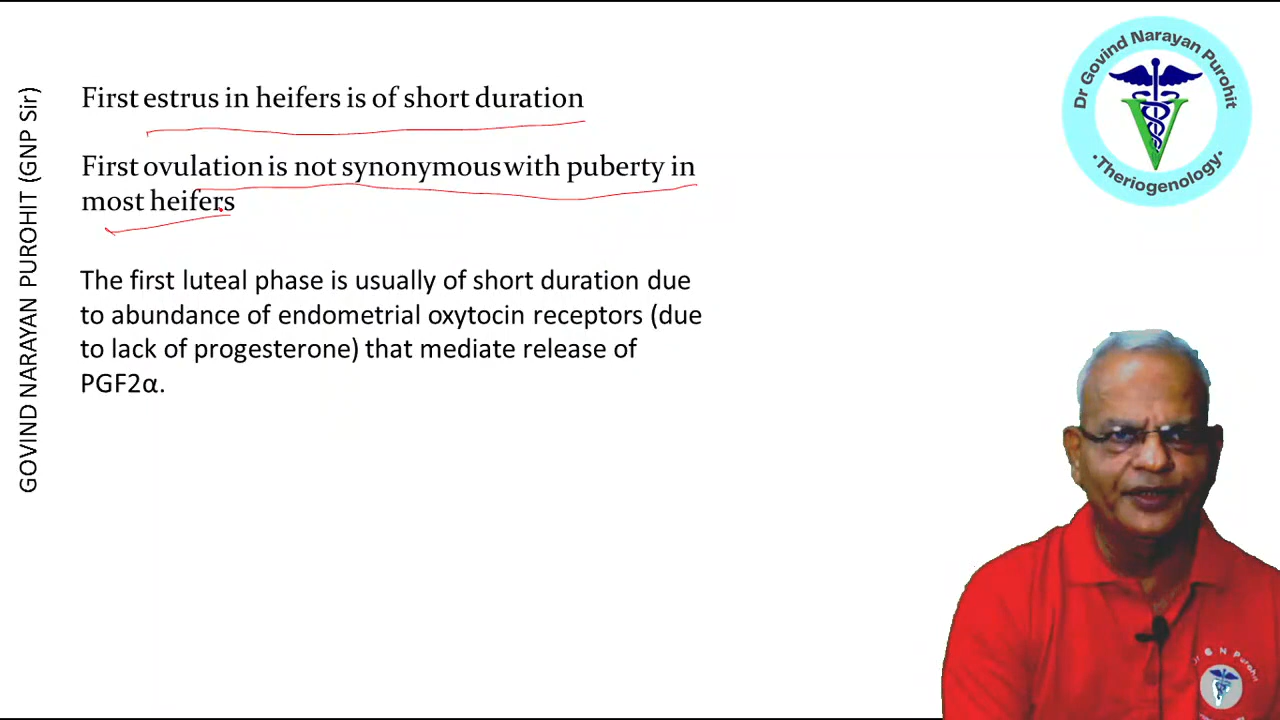 First estrus in heifers is of short duration
First ovulation is not synonymous with puberty in
most heifers
The first luteal phase is usually of short duration due
to abundance of endometrial oxytocin receptors (due
to lack of progesterone) that mediate release of
PGF2α.
GOVIND NARAYAN PUROHIT (GNP Sir)
Dr Govind Narayan Purohit
•Theriogenology•
V
Dr G N Purohit